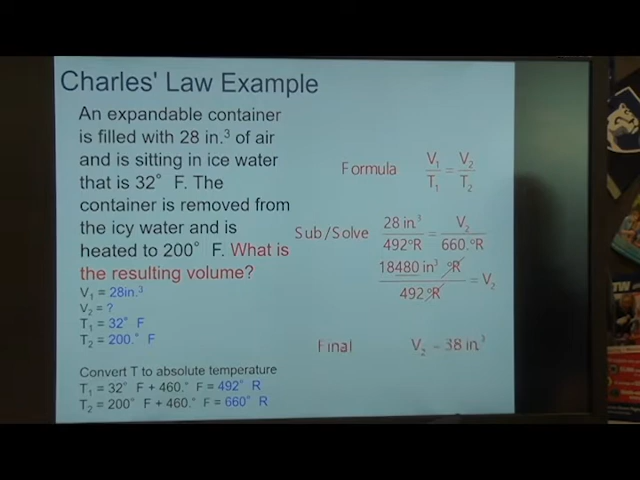 Charles' Law Example
An expandable container
is filled with 28 in.³ of air
and is sitting in ice water
that is 32° F. The
container is removed from
the icy water and is
heated to 200° F. What is
the resulting volume?
V₁ = 28in.³
V₂ = ?
T₁ = 32° F
T₂ = 200.° F
Convert T to absolute temperature
T₁ = 32° F + 460.° F = 492° R
T₂ = 200° F + 460.° F = 660° R
Formula V₁/T₁ = V₂/T₂
Sub/Solve 28 in.³/492°R = V₂/660.°R
18480 in³ °R/492°R = V₂
Final V₂ = 38 in.³